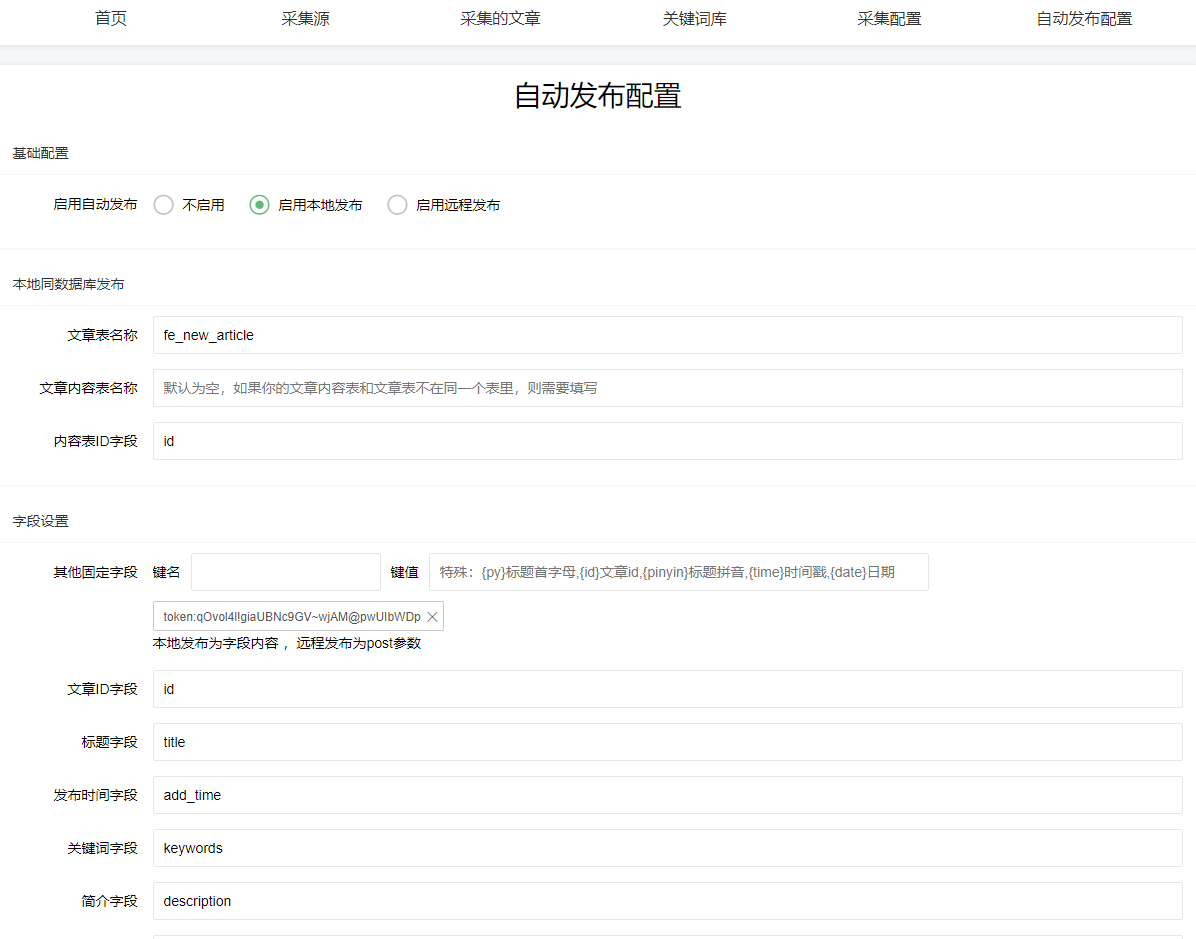 首页 采集源 采集的文章 关键词库 采集配置 自动发布配置
自动发布配置
基础配置
启用自动发布 不启用 启用本地发布 启用远程发布
本地同数据库发布
文章表名称 fe_new_article
文章内容表名称 默认为空，如果你的文章内容表和文章表不在同一个表里，则需要填写
内容表ID字段 id
字段设置
其他固定字段 键名 键值 特殊：{py}标题首字母,{id}文章id,{pinyin}标题拼音,{time}时间戳,{date}日期
token:qOvol4l!giaUBNc9GV~wjAM@pwUlbWDp
本地发布为字段内容 ，远程发布为post参数
文章ID字段 id
标题字段 title
发布时间字段 add_time
关键词字段 keywords
简介字段 description